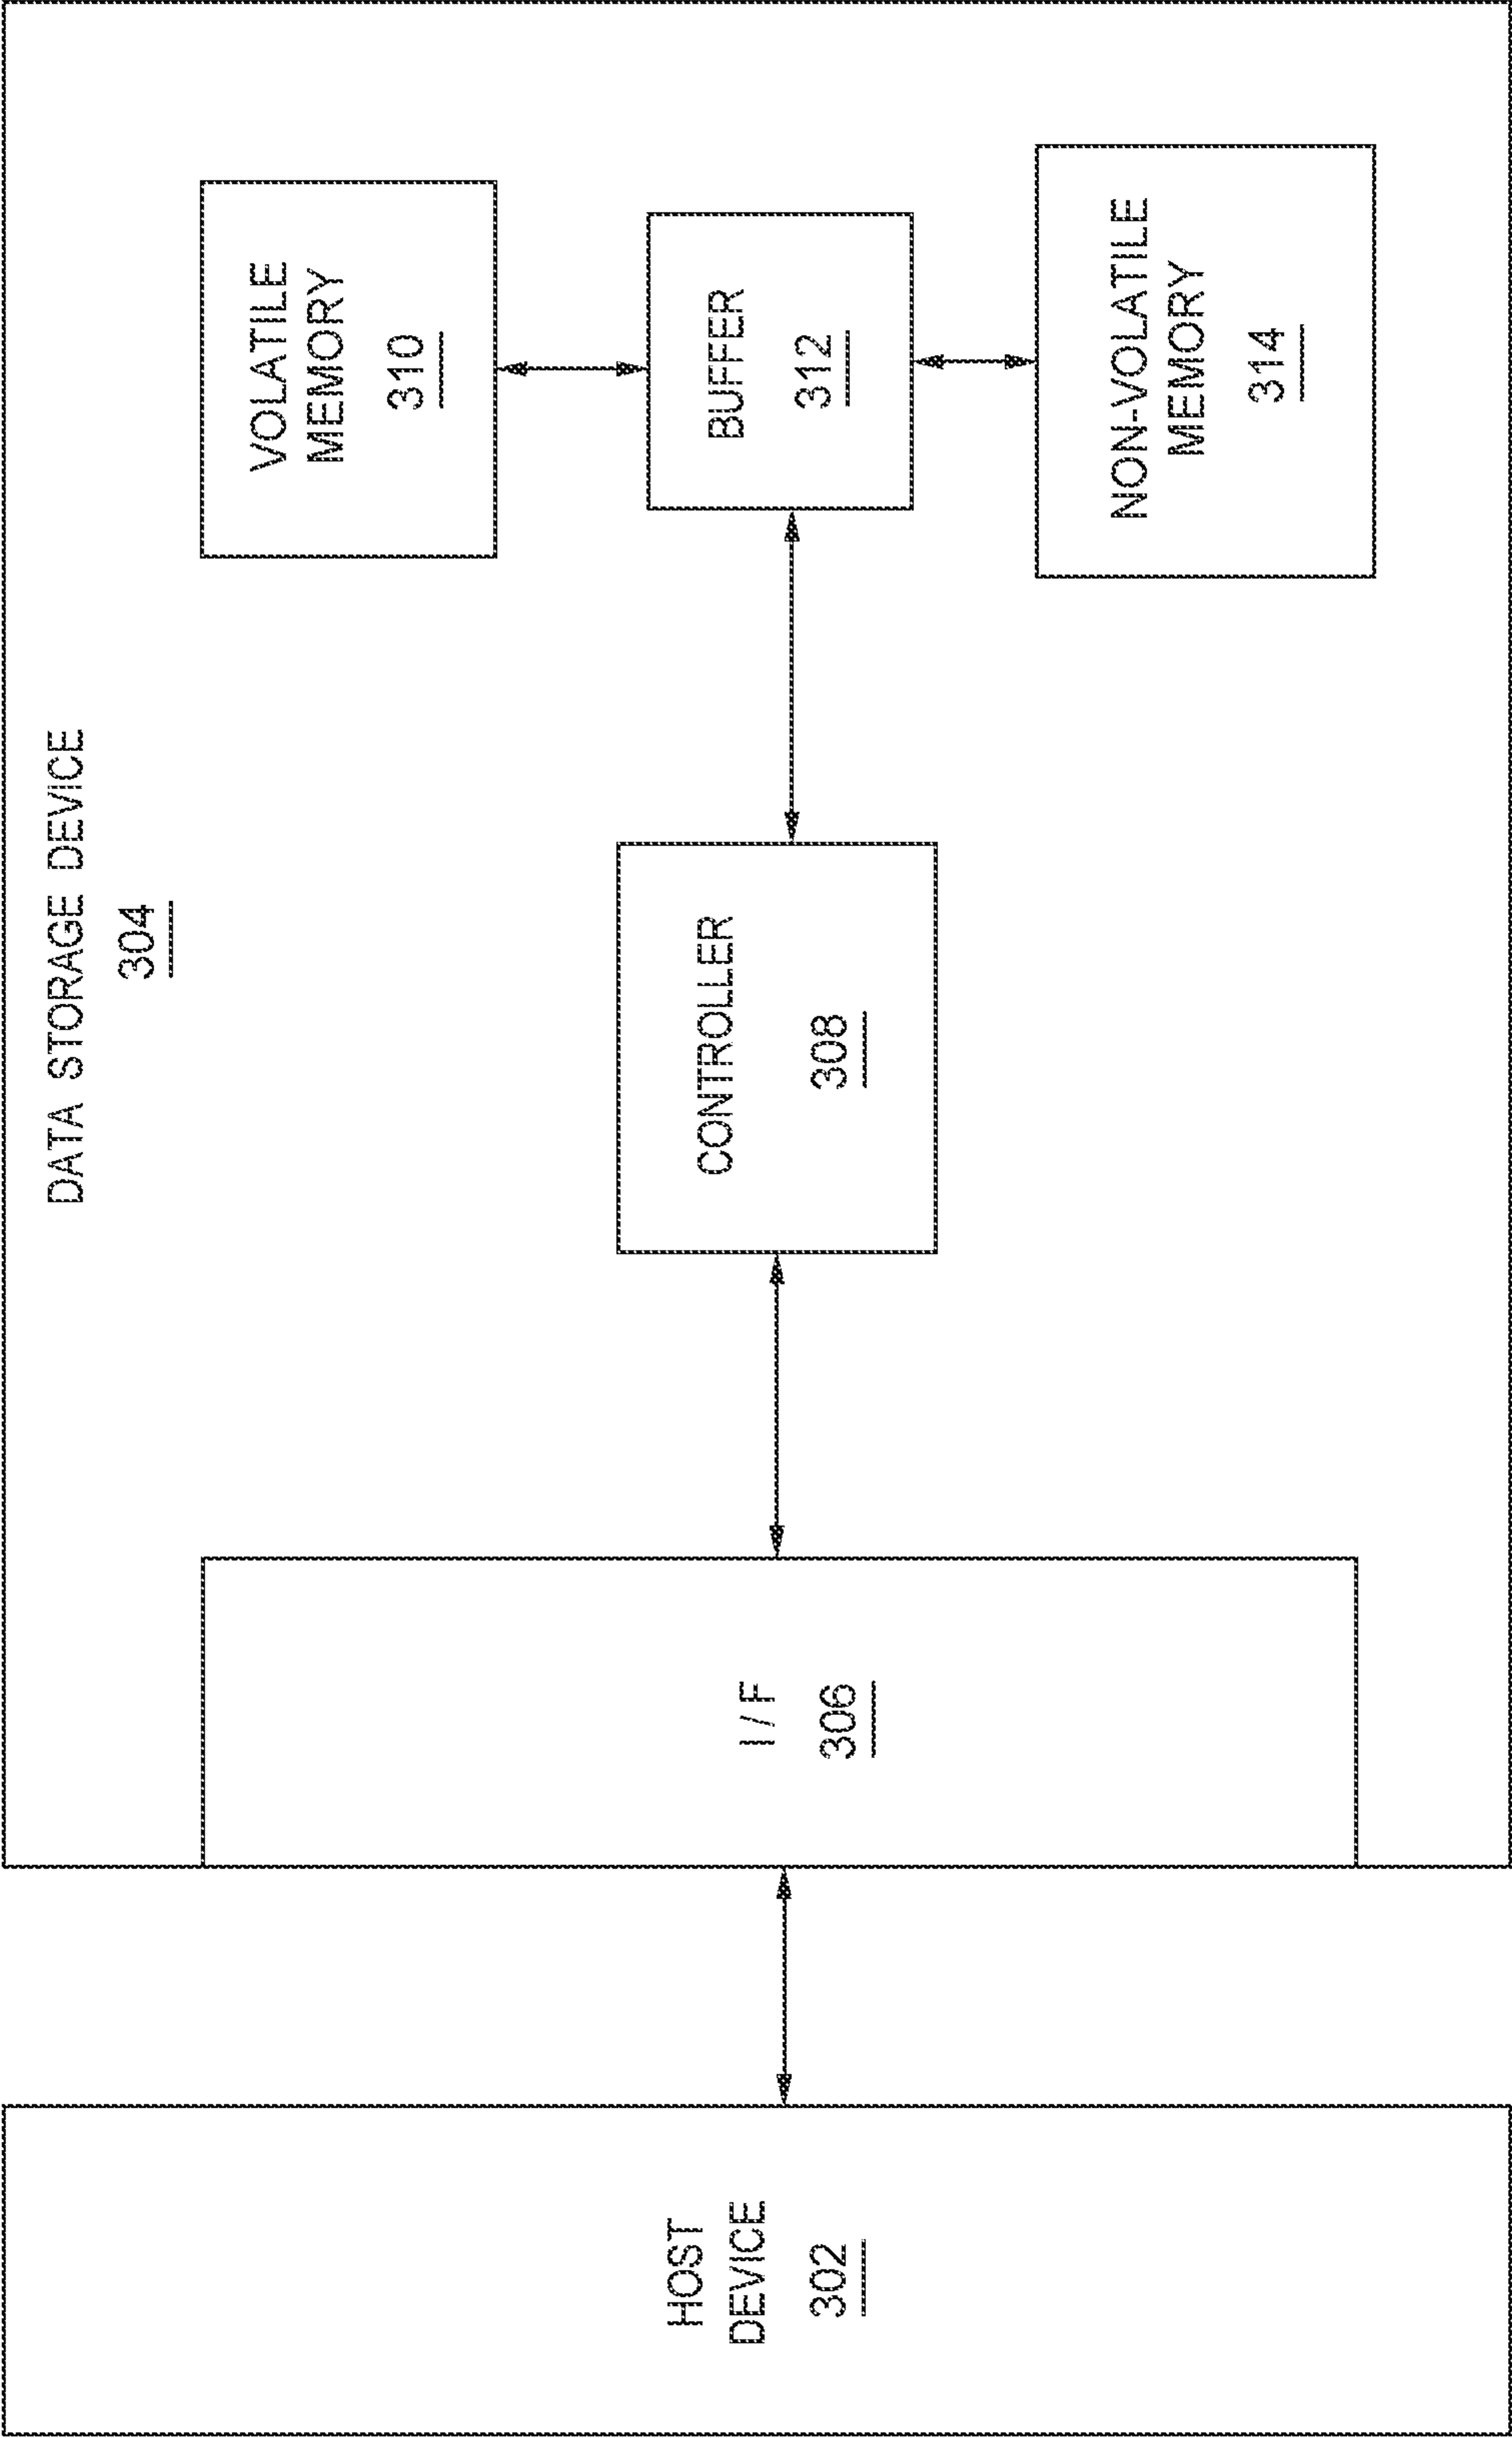 DATA STORAGE DEVICE
304
HOST
DEVICE
302
I / F
306
CONTROLLER
308
VOLATILE
MEMORY
310
BUFFER
312
NON-VOLATILE
MEMORY
314